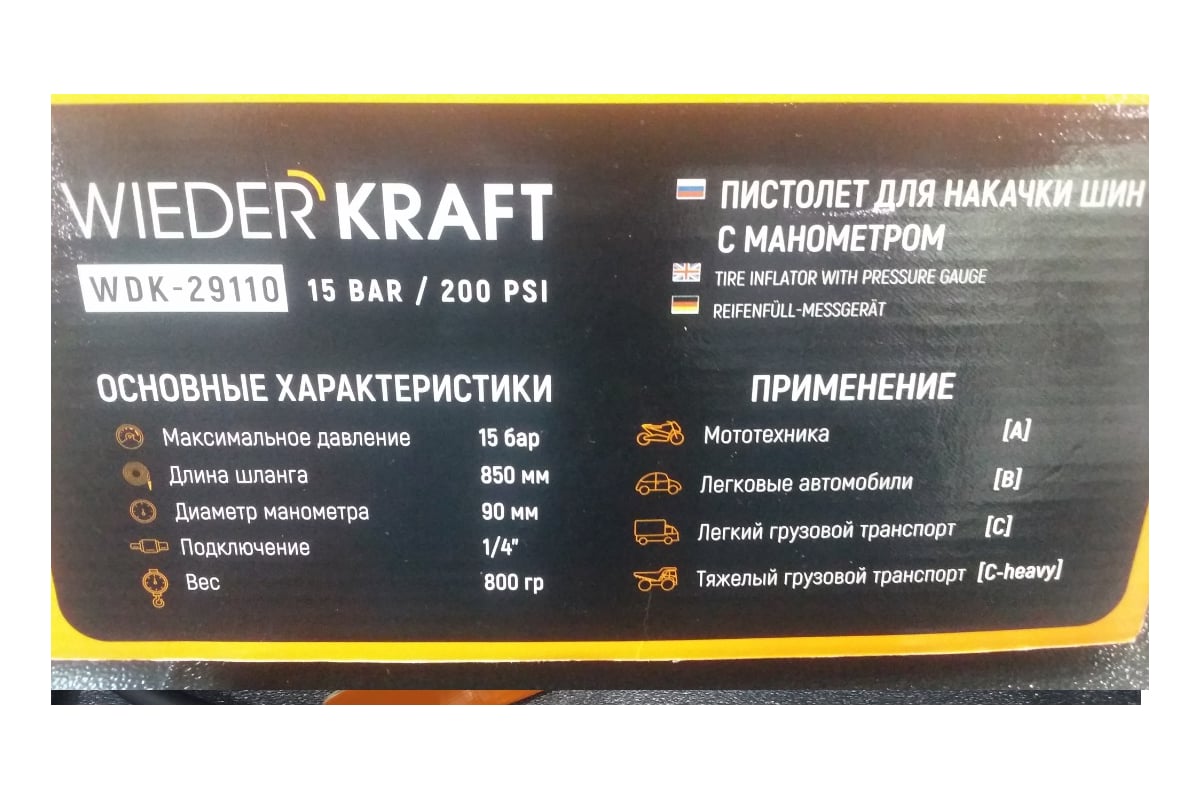 WIEDERKRAFT
WDK-29110 15 BAR / 200 PSI
ПИСТОЛЕТ ДЛЯ НАКАЧКИ ШИН
С МАНОМЕТРОМ
TIRE INFLATOR WITH PRESSURE GAUGE
REIFENFÜLL-MESSGERÄT
ОСНОВНЫЕ ХАРАКТЕРИСТИКИ
Максимальное давление 15 бар
Длина шланга 850 мм
Диаметр манометра 90 мм
Подключение 1/4"
Вес 800 гр
ПРИМЕНЕНИЕ
Мототехника [A]
Легковые автомобили [B]
Легкий грузовой транспорт [C]
Тяжелый грузовой транспорт [C-heavy]